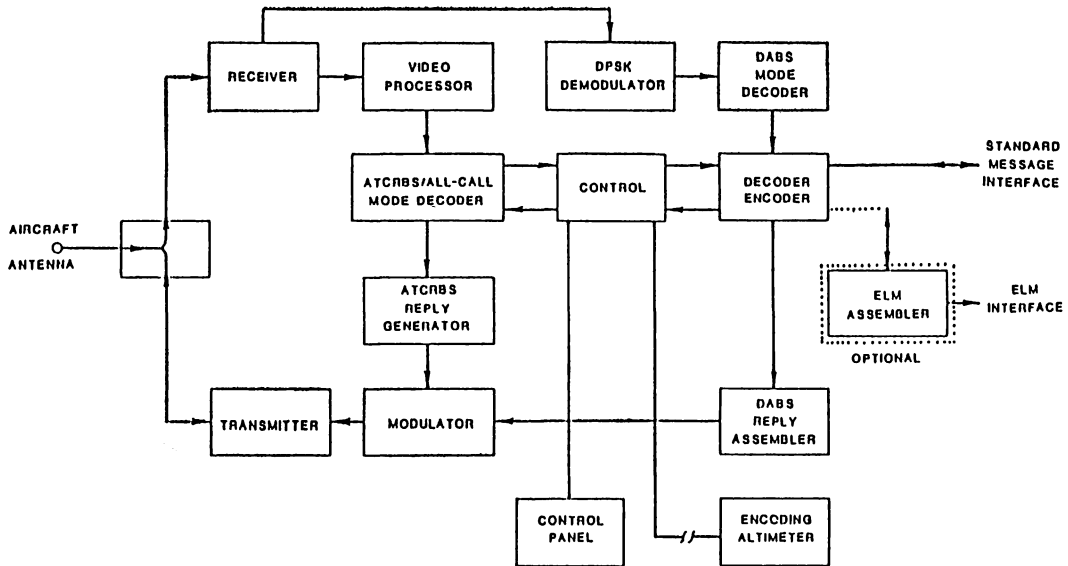 RECEIVER
VIDEO
PROCESSOR
DPSK
DEMODULATOR
DABS
MODE
DECODER
ATCRBS/ALL-CALL
MODE DECODER
CONTROL
DECODER
ENCODER
STANDARD
MESSAGE
INTERFACE
AIRCRAFT
ANTENNA
ATCRBS
REPLY
GENERATOR
ELM
ASSEMBLER
OPTIONAL
ELM
INTERFACE
TRANSMITTER
MODULATOR
DABS
REPLY
ASSEMBLER
CONTROL
PANEL
ENCODING
ALTIMETER